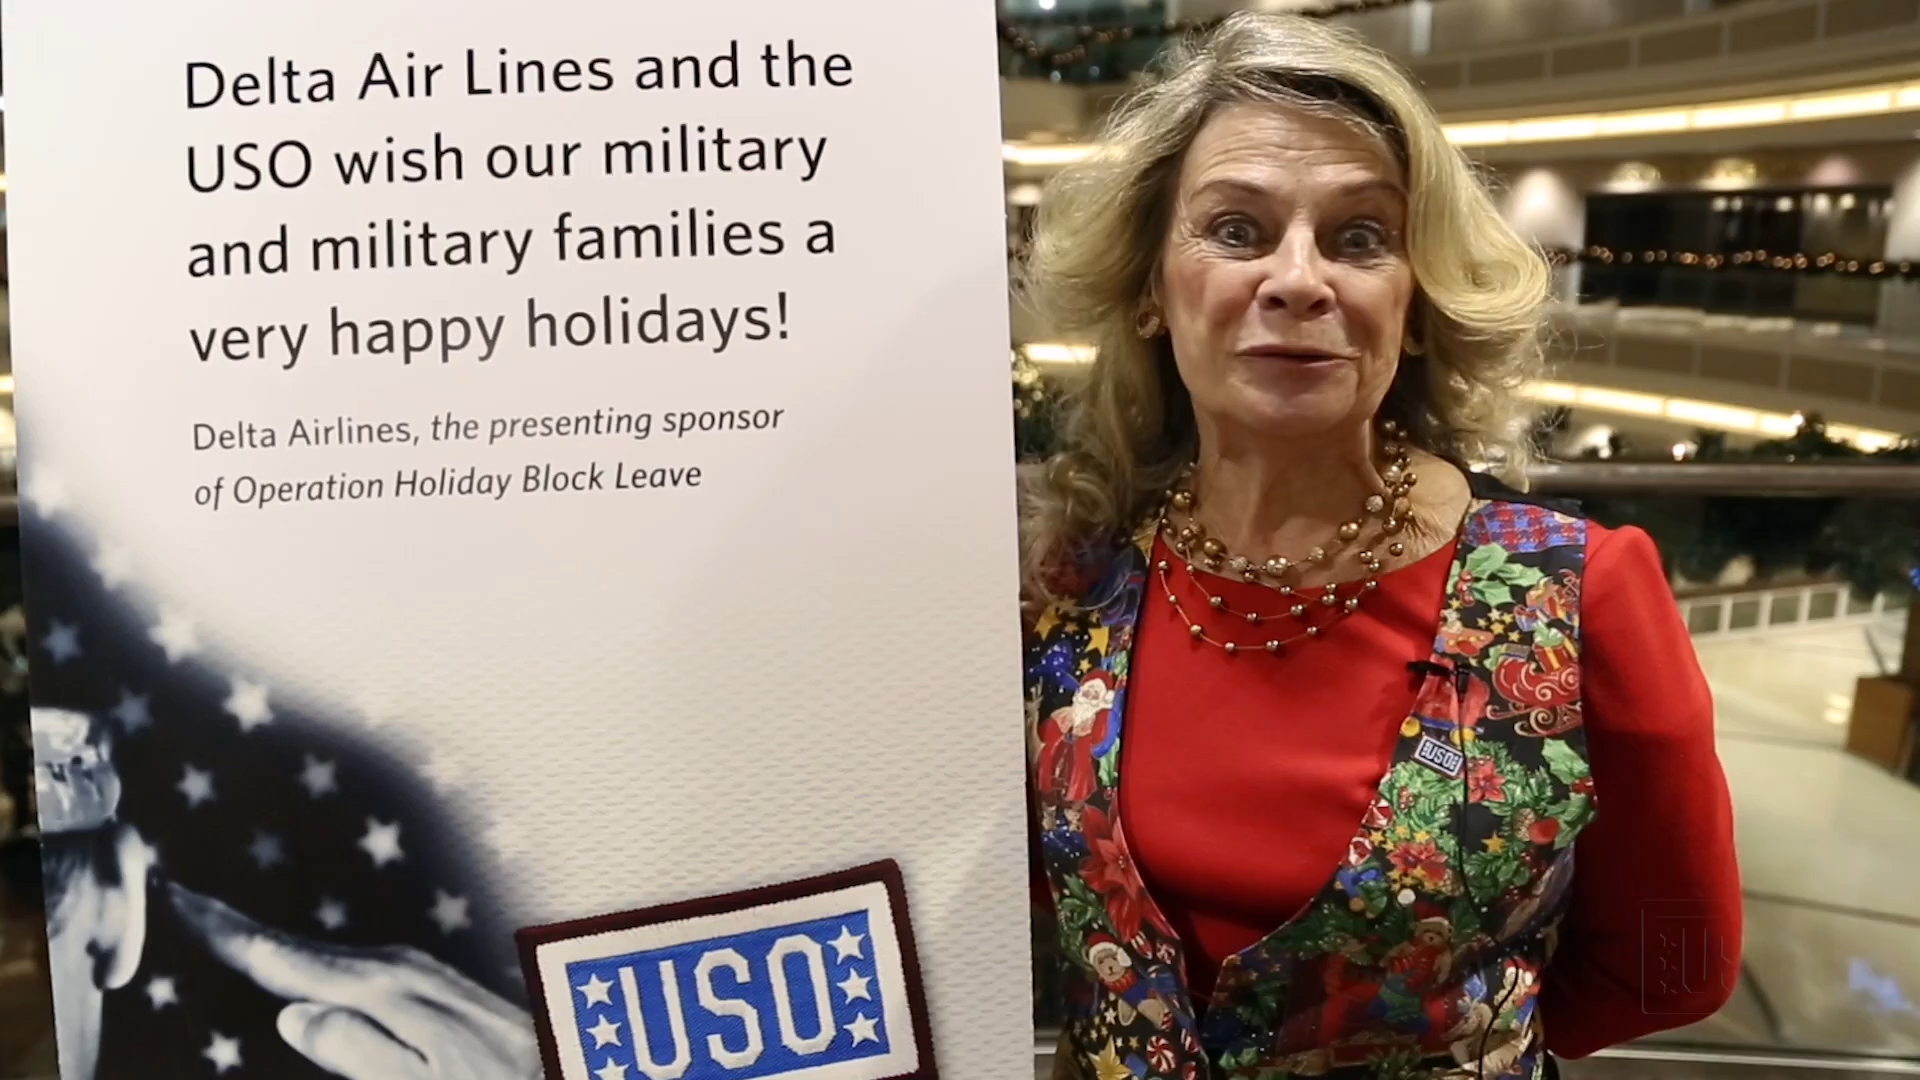 Delta Air Lines and the
USO wish our military
and military families a
very happy holidays!
Delta Airlines, the presenting sponsor
of Operation Holiday Block Leave
USO
USO